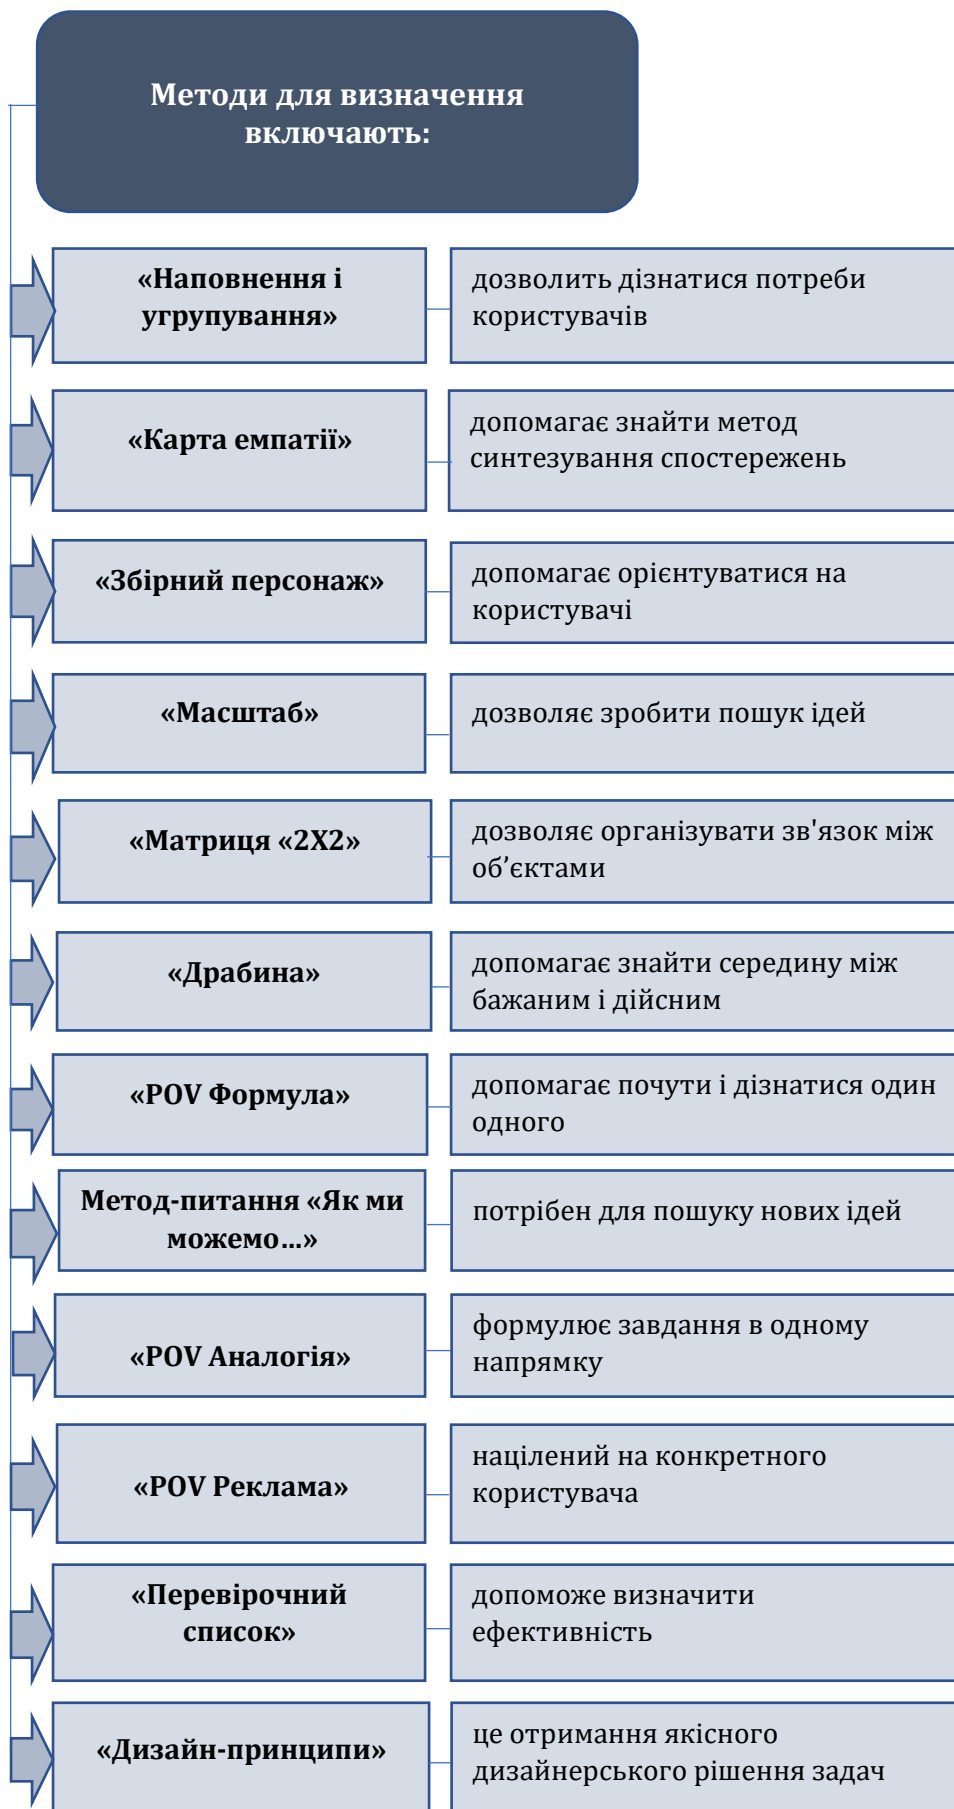 Методи для визначення
включають:
«Наповнення і
угрупування»
дозволить дізнатися потреби
користувачів
«Карта емпатії»
допомагає знайти метод
синтезування спостережень
«Збірний персонаж»
допомагає орієнтуватися на
користувачі
«Масштаб»
дозволяє зробити пошук ідей
«Матриця «2Х2»
дозволяє організувати зв'язок між
об’єктами
«Драбина»
допомагає знайти середину між
бажаним і дійсним
«POV Формула»
допомагає почути і дізнатися один
одного
Метод-питання «Як ми
можемо…»
потрібен для пошуку нових ідей
«POV Аналогія»
формулює завдання в одному
напрямку
«POV Реклама»
націлений на конкретного
користувача
«Перевірочний
список»
допоможе визначити
ефективність
«Дизайн-принципи»
це отримання якісного
дизайнерського рішення задач